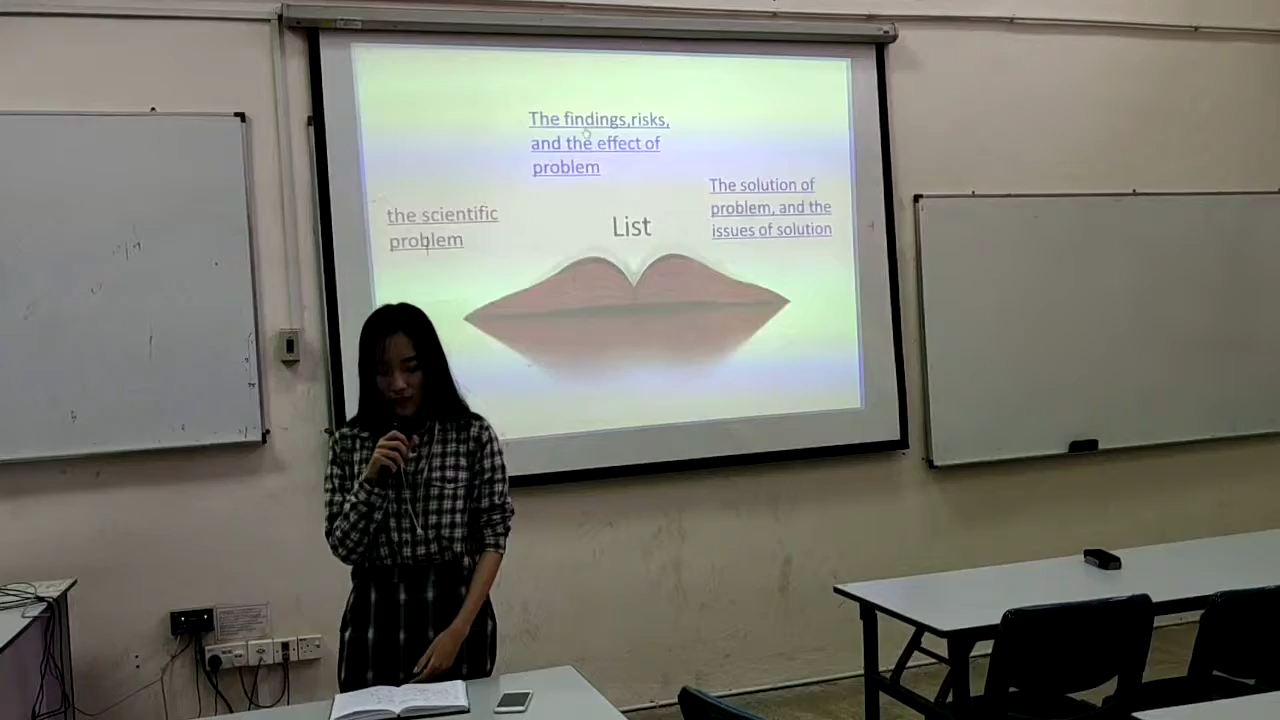 The findings,risks,
and the effect of
problem
the scientific
problem
List
The solution of
problem, and the
issues of solution